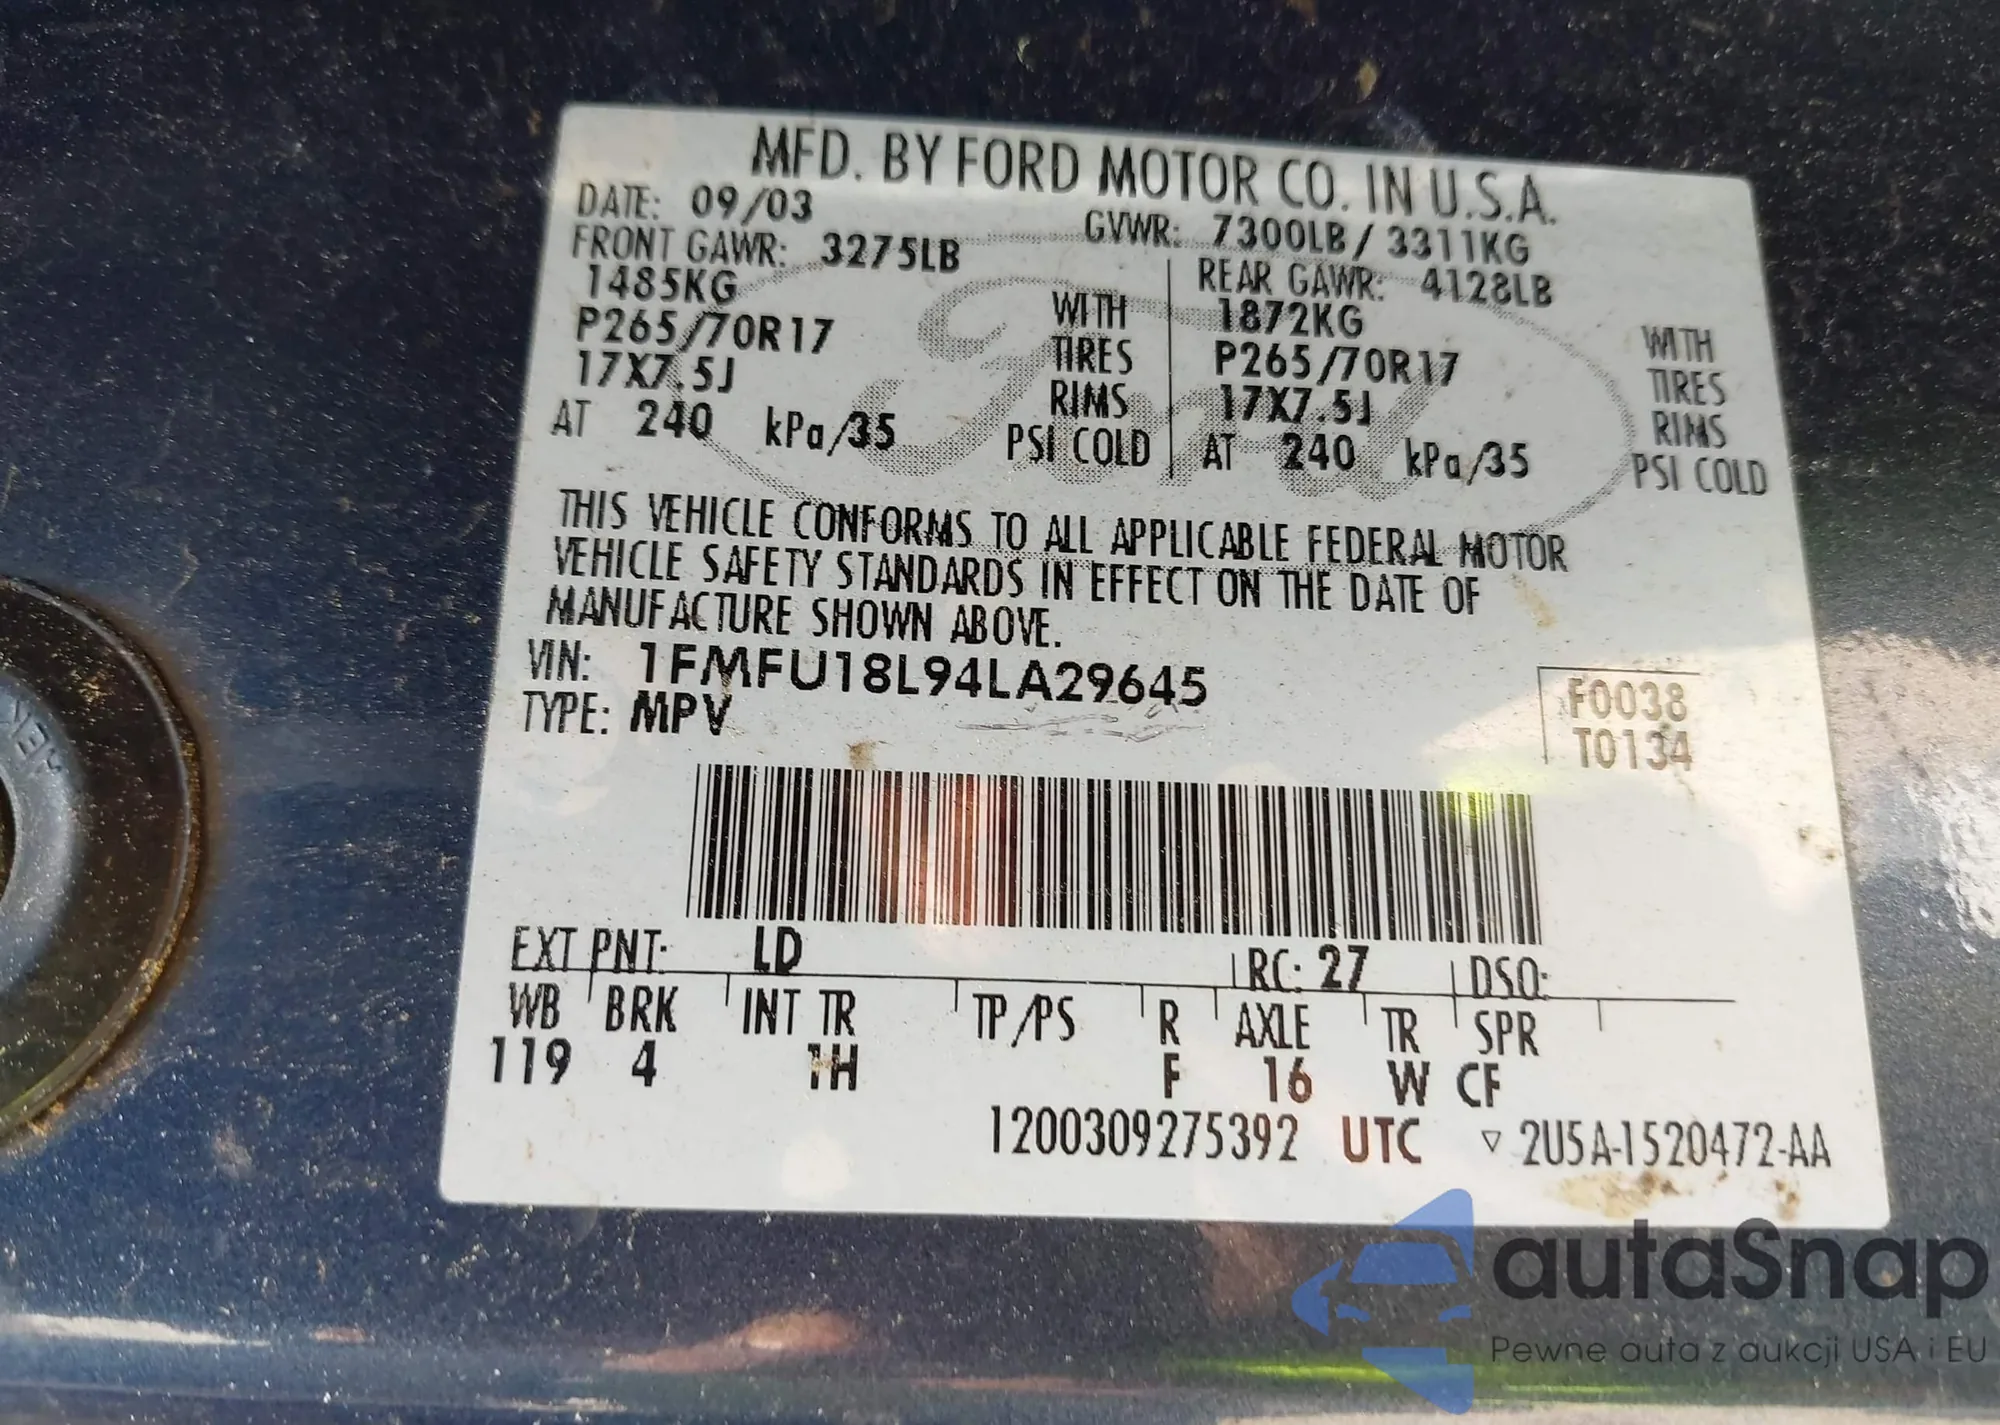 MFD. BY FORD MOTOR CO. IN U.S.A.
DATE: 09/03 GVWR: 7300LB / 3311KG
FRONT GAWR: 3275LB REAR GAWR: 4128LB
1485KG WITH 1872KG WITH
P265/70R17 TIRES P265/70R17 TIRES
17X7.5J RIMS 17X7.5J RIMS
AT 240 kPa/35 PSI COLD AT 240 kPa/35 PSI COLD
Ford
THIS VEHICLE CONFORMS TO ALL APPLICABLE FEDERAL MOTOR
VEHICLE SAFETY STANDARDS IN EFFECT ON THE DATE OF
MANUFACTURE SHOWN ABOVE.
VIN: 1FMFU18L94LA29645 F0038
TYPE: MPV T0134
EXT PNT: LD RC: 27 DSO:
WB BRK INT TR TP/PS R AXLE TR SPR
119 4 1H F 16 W CF
1200309275392 UTC ▽ 2U5A-1520472-AA
autaSnap
Pewne auta z aukcji USA i EU